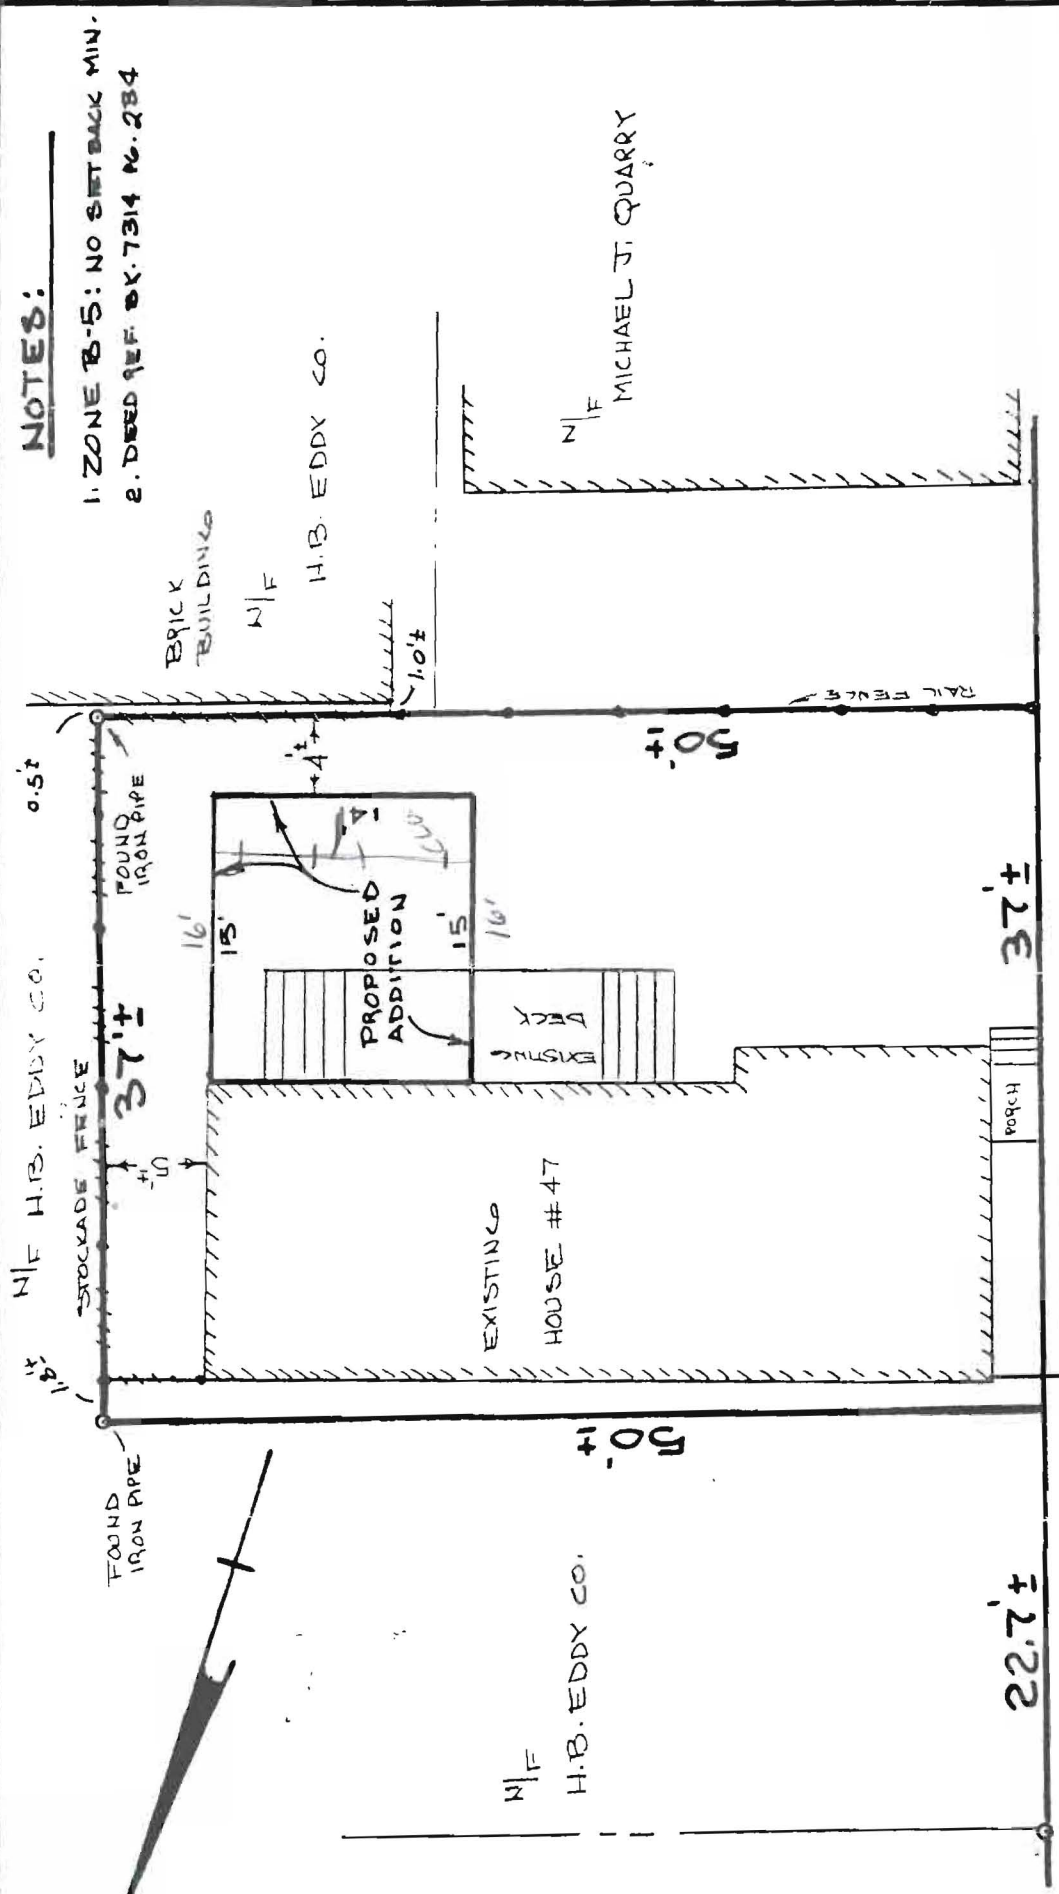 NOTES:
1. ZONE B-5: NO SETBACK MIN.
2. DEED REF. BK. 7314 PG. 284
BRICK
BUILDING
N/F
H.B. EDDY CO.
N/F
MICHAEL J. QUARRY
0.5'±
1.0'±
FOUND
IRON PIPE
RAIL FENCE
50'±
4'±
N/F H.B. EDDY CO.
STOCKADE FENCE
37'±
16'
15'
4'
PROPOSED
ADDITION
15'
16'
EXISTING
DECK
37'±
5'±
EXISTING
HOUSE #47
PORCH
1.8'±
FOUND
IRON PIPE
50'±
N/F
H.B. EDDY CO.
22.2'±